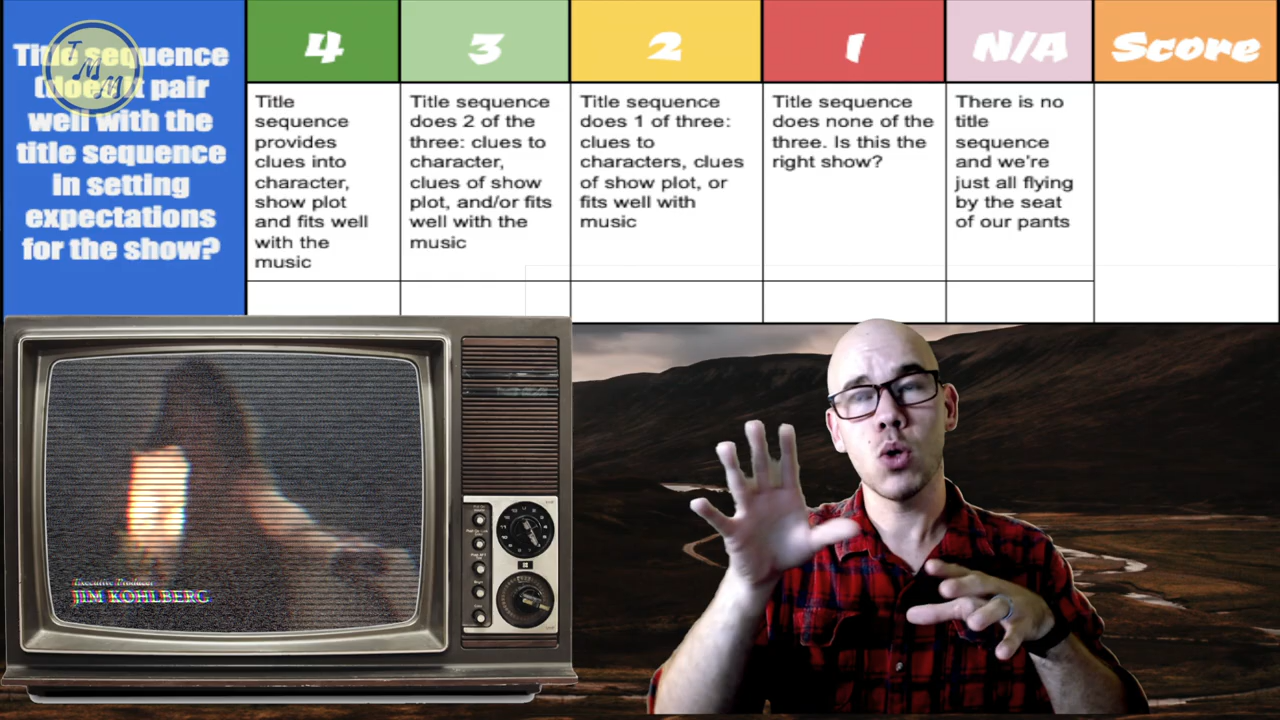 Title sequence
(does it pair
well with the
title sequence
in setting
expectations
for the show?
TMM
4
3
2
1
N/A
Score
Title
sequence
provides
clues into
character,
show plot
and fits well
with the
music
Title sequence
does 2 of the
three: clues to
character,
clues of show
plot, and/or fits
well with the
music
Title sequence
does 1 of three:
clues to
characters, clues
of show plot, or
fits well with
music
Title sequence
does none of the
three. Is this the
right show?
There is no
title
sequence
and we're
just all flying
by the seat
of our pants
Executive Producer
JIM KOHLBERG